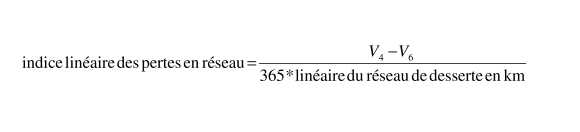 indice linéaire des pertes en réseau = V₄ − V₆ / 365 * linéaire du réseau de desserte en km